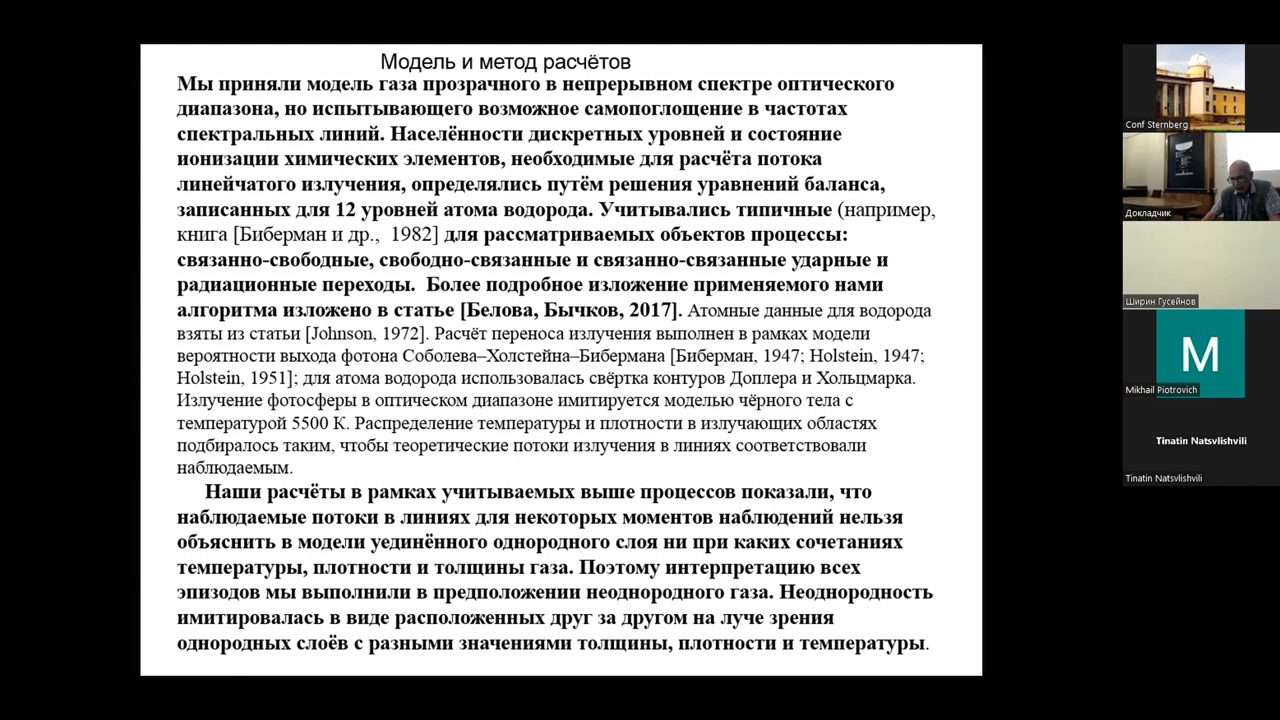 Модель и метод расчётов
Мы приняли модель газа прозрачного в непрерывном спектре оптического
диапазона, но испытывающего возможное самопоглощение в частотах
спектральных линий. Населённости дискретных уровней и состояние
ионизации химических элементов, необходимые для расчёта потока
линейчатого излучения, определялись путём решения уравнений баланса,
записанных для 12 уровней атома водорода. Учитывались типичные (например,
книга [Биберман и др., 1982] для рассматриваемых объектов процессы:
связанно-свободные, свободно-связанные и связанно-связанные ударные и
радиационные переходы. Более подробное изложение применяемого нами
алгоритма изложено в статье [Белова, Бычков, 2017]. Атомные данные для водорода
взяты из статьи [Johnson, 1972]. Расчёт переноса излучения выполнен в рамках модели
вероятности выхода фотона Соболева–Холстейна–Бибермана [Биберман, 1947; Holstein, 1947;
Holstein, 1951]; для атома водорода использовалась свёртка контуров Доплера и Хольцмарка.
Излучение фотосферы в оптическом диапазоне имитируется моделью чёрного тела с
температурой 5500 К. Распределение температуры и плотности в излучающих областях
подбиралось таким, чтобы теоретические потоки излучения в линиях соответствовали
наблюдаемым.
Наши расчёты в рамках учитываемых выше процессов показали, что
наблюдаемые потоки в линиях для некоторых моментов наблюдений нельзя
объяснить в модели уединённого однородного слоя ни при каких сочетаниях
температуры, плотности и толщины газа. Поэтому интерпретацию всех
эпизодов мы выполнили в предположении неоднородного газа. Неоднородность
имитировалась в виде расположенных друг за другом на луче зрения
однородных слоёв с разными значениями толщины, плотности и температуры.
Conf Sternberg
Докладчик
Ширин Гусейнов
M
Mikhail Piotrovich
Tinatin Natsvlishvili
Tinatin Natsvlishvili